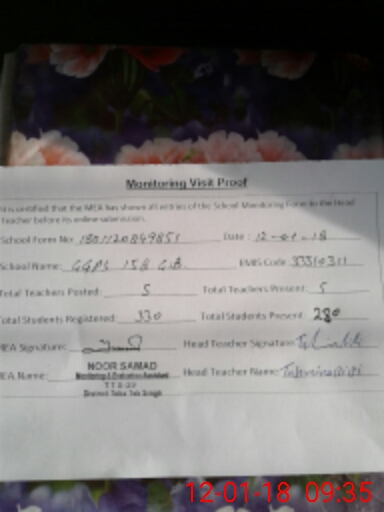 Monitoring Visit Proof
It is certified that the MEA has shown all entries of the School Monitoring Form to the Head
Teacher before its online submission.
School Form No: 1801120849851 Date: 12-01-18
School Name: GGPS 158 G.B. EMIS Code: 33310311
Total Teachers Posted: 5 Total Teachers Present: 5
Total Students Registered: 330 Total Students Present: 280
MEA Signature: Head Teacher Signature:
MEA Name: NOOR SAMAD Head Teacher Name:
Monitoring & Evaluation Assistant
District Toba Tek Singh
12-01-18 09:35